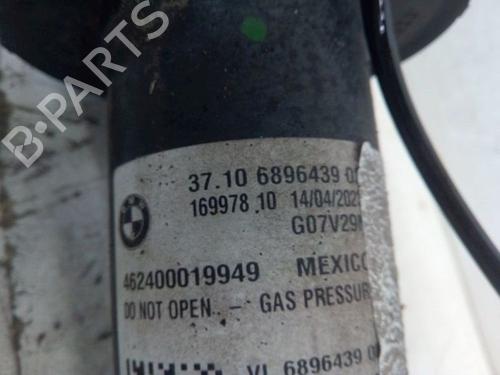 B-PARTS
37.10 6896439
169978 10 14/04/202
G07V29
462400019949 MEXICO
DO NOT OPEN. - GAS PRESSUR
VL 6896439 0